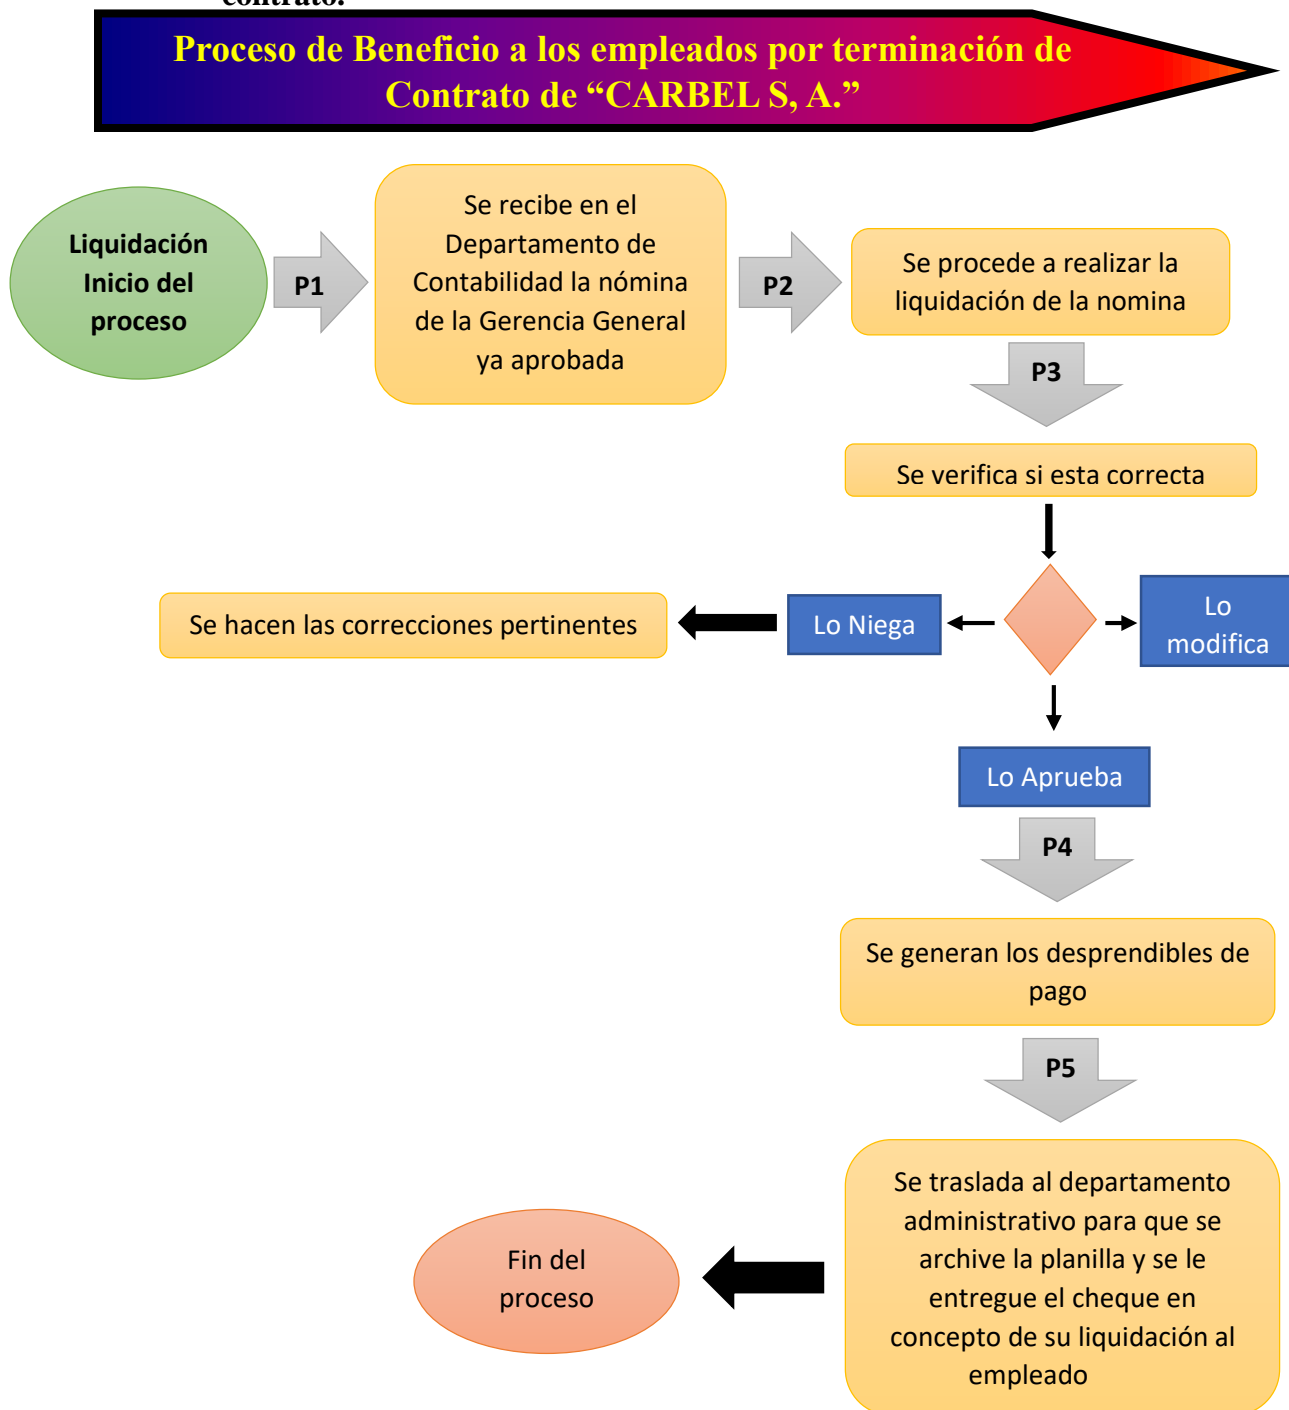 contrato.
Proceso de Beneficio a los empleados por terminación de
Contrato de “CARBEL S, A.”
Liquidación
Inicio del
proceso
P1
Se recibe en el
Departamento de
Contabilidad la nómina
de la Gerencia General
ya aprobada
P2
Se procede a realizar la
liquidación de la nomina
P3
Se verifica si esta correcta
Se hacen las correcciones pertinentes
Lo Niega
Lo
modifica
Lo Aprueba
P4
Se generan los desprendibles de
pago
P5
Se traslada al departamento
administrativo para que se
archive la planilla y se le
entregue el cheque en
concepto de su liquidación al
empleado
Fin del
proceso